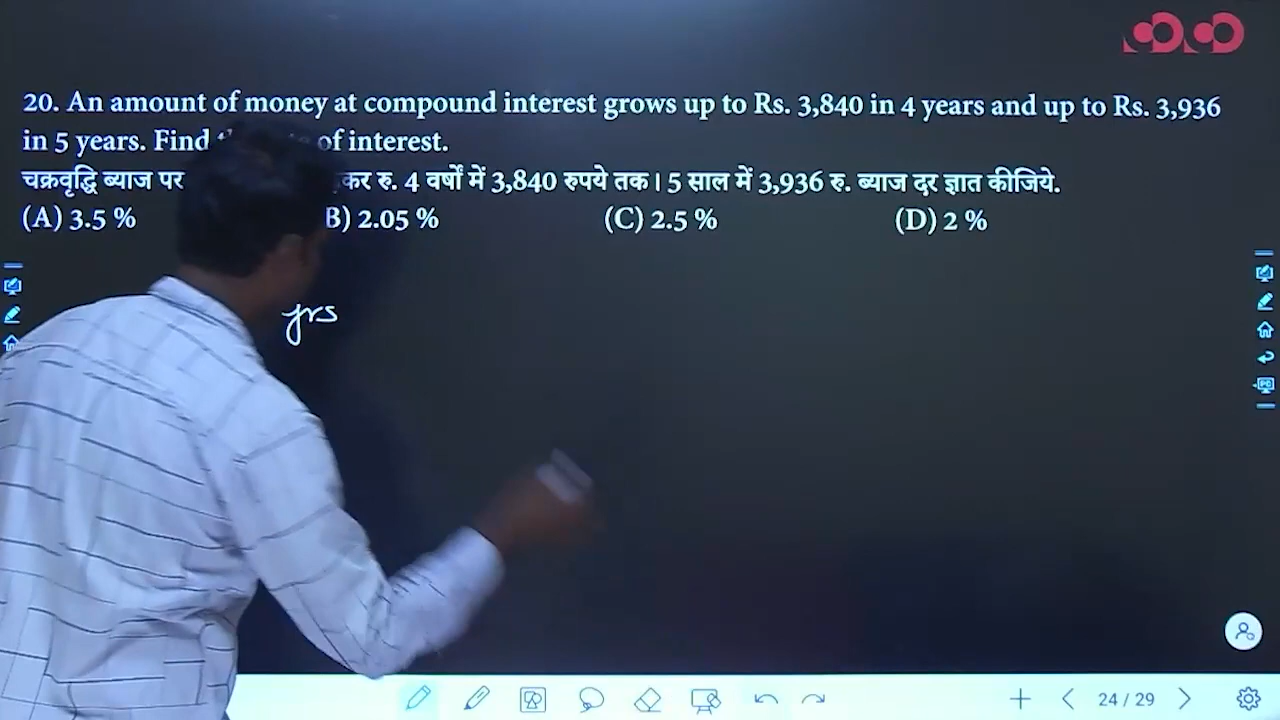 20. An amount of money at compound interest grows up to Rs. 3,840 in 4 years and up to Rs. 3,936
in 5 years. Find of interest.
चक्रवृद्धि ब्याज पर रु. 4 वर्षों में 3,840 रुपये तक। 5 साल में 3,936 रु. ब्याज दर ज्ञात कीजिये.
(A) 3.5 % B) 2.05 % (C) 2.5 % (D) 2 %
yrs
24 / 29